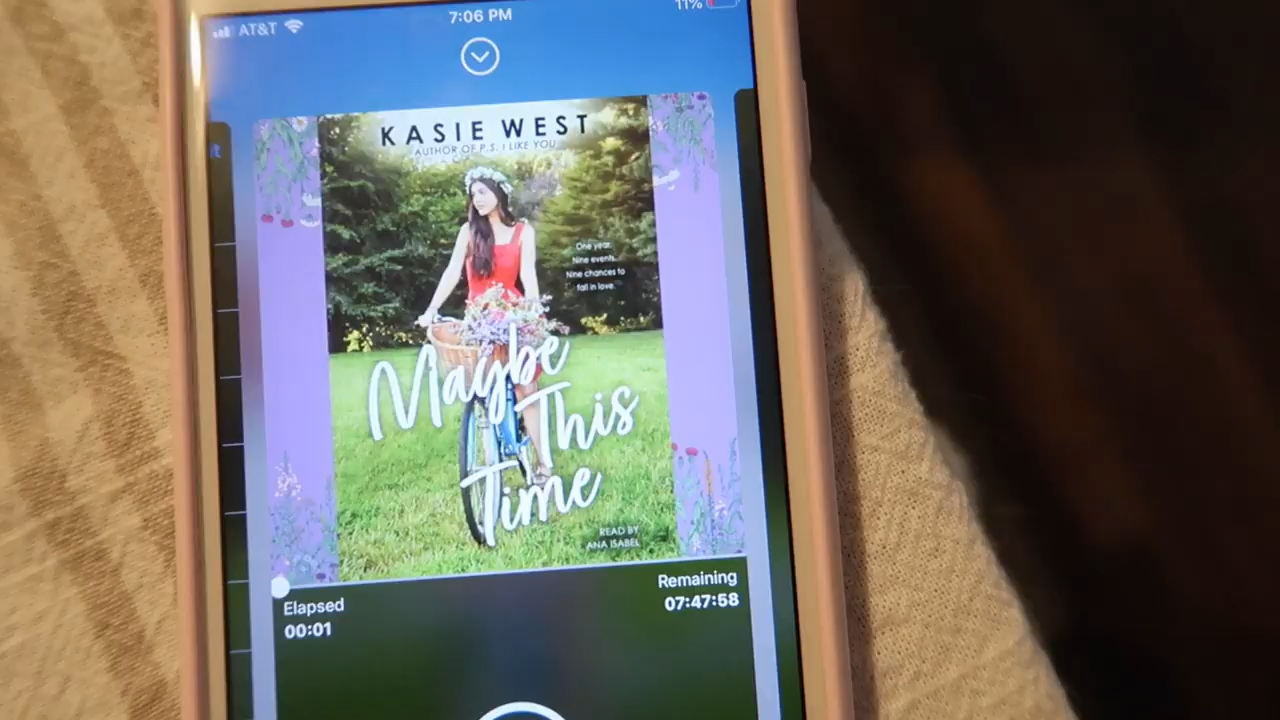 AT&T
7:06 PM
11%
KASIE WEST
AUTHOR OF P.S. I LIKE YOU
One year.
Nine events.
Nine chances to
fall in love.
Maybe
This
Time
READ BY
ANA ISABEL
Elapsed
00:01
Remaining
07:47:58